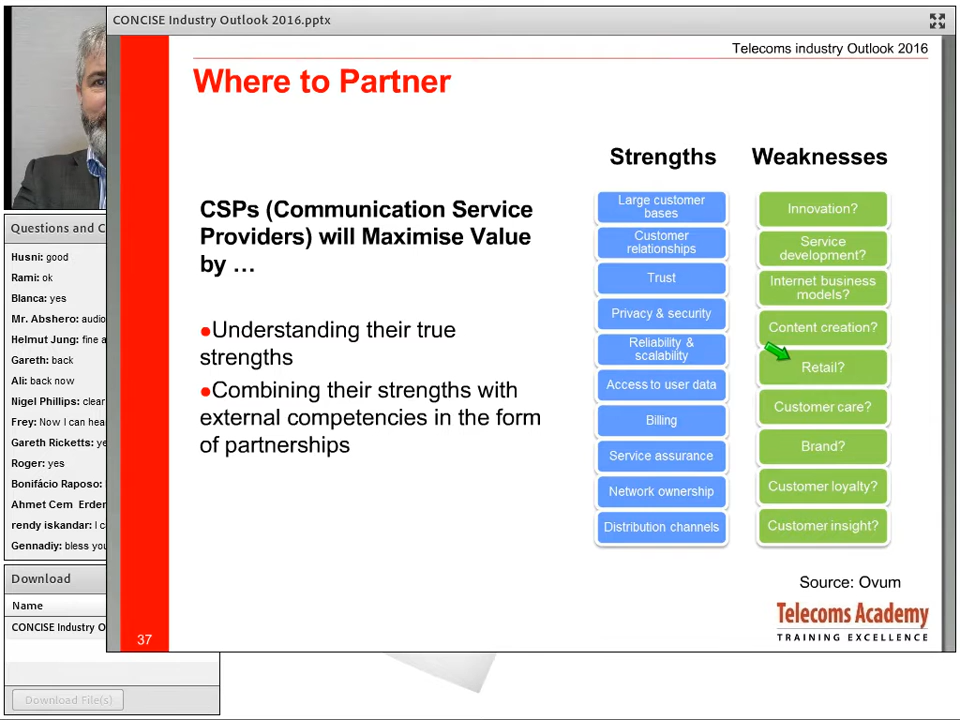 CONCISE Industry Outlook 2016.pptx
Telecoms industry Outlook 2016
Where to Partner
CSPs (Communication Service
Providers) will Maximise Value
by …
●Understanding their true
strengths
●Combining their strengths with
external competencies in the form
of partnerships
Strengths
Large customer
bases
Customer
relationships
Trust
Privacy & security
Reliability &
scalability
Access to user data
Billing
Service assurance
Network ownership
Distribution channels
Weaknesses
Innovation?
Service
development?
Internet business
models?
Content creation?
Retail?
Customer care?
Brand?
Customer loyalty?
Customer insight?
Source: Ovum
Telecoms Academy
TRAINING EXCELLENCE
37
Questions and
Husni: good
Rami: ok
Blanca: yes
Mr. Abshero: audio
Helmut Jung: fine
Gareth: back
Ali: back now
Nigel Phillips: clear
Frey: Now I can
Gareth Ricketts:
Roger: yes
Bonifácio Raposo:
Ahmet Cem
rendy iskandar: I
Gennadiy: bless
Download
Name
CONCISE Industry
Download File(s)